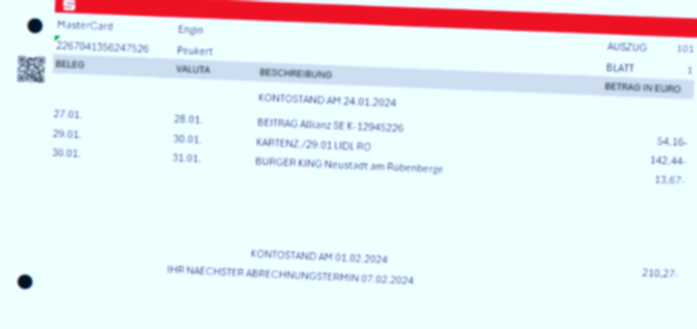 MasterCard Engin AUSZUG 101
2267041356247526 Peukert BLATT 1
BELEG VALUTA BESCHREIBUNG BETRAG IN EURO
KONTOSTAND AM 24.01.2024
27.01. 28.01. BEITRAG Allianz SE K-12945226 54,16-
29.01. 30.01. KARTENZ./29.01 LIDL RO 142,44-
30.01. 31.01. BURGER KING Neustadt am Rübenberge 13,67-
KONTOSTAND AM 01.02.2024 210,27-
IHR NAECHSTER ABRECHNUNGSTERMIN 07.02.2024